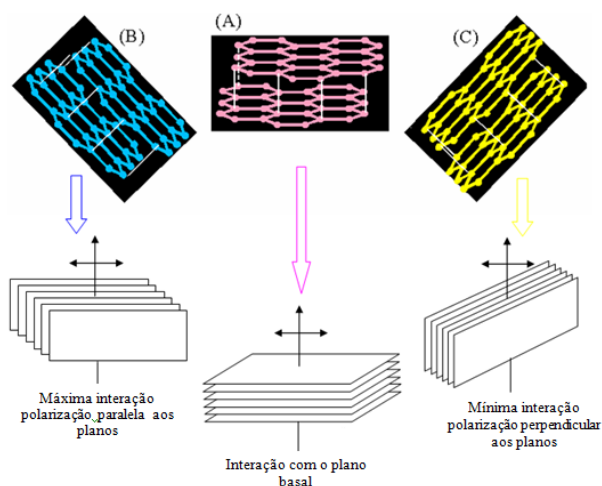 (B)
(A)
(C)
Máxima interação
polarização paralela aos
planos
Interação com o plano
basal
Mínima interação
polarização perpendicular
aos planos